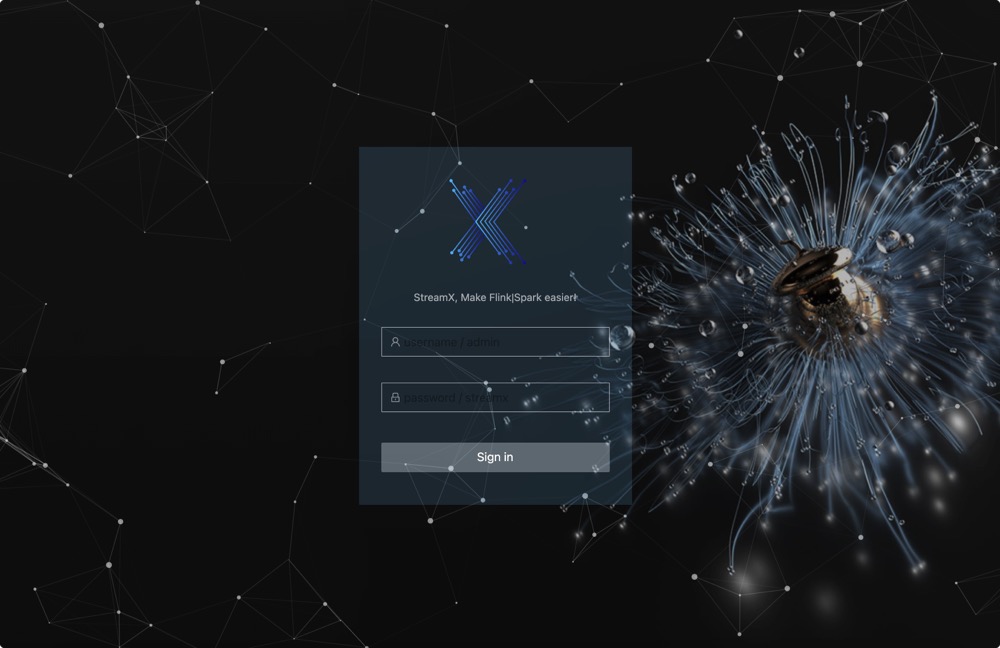 StreamX, Make Flink|Spark easier!
username / admin
password / streamx
Sign in